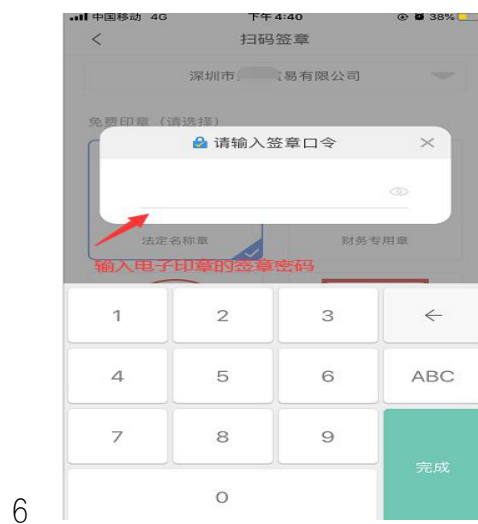 中国移动 4G 下午4:40 38%
扫码签章
深圳市 易有限公司
免费印章（请选择）
请输入签章口令
法定名称章 财务专用章
输入电子印章的签章密码
1 2 3
4 5 6 ABC
7 8 9
完成
0
6